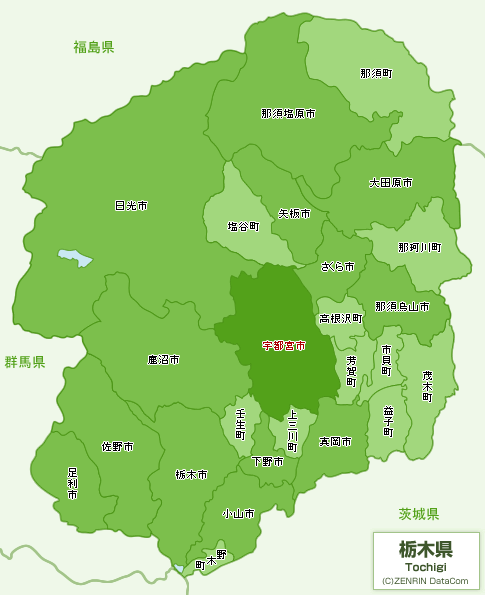 福島県
那須町
那須塩原市
大田原市
日光市
塩谷町
矢板市
那珂川町
さくら市
那須烏山市
高根沢町
宇都宮市
群馬県
鹿沼市
芳賀町
市貝町
茂木町
壬生町
上三川町
益子町
佐野市
足利市
栃木市
下野市
真岡市
小山市
茨城県
野木町
栃木県
Tochigi
(C)ZENRIN DataCom